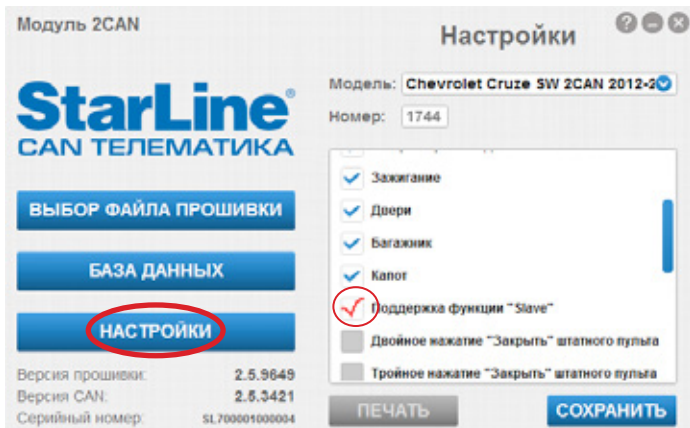 Модуль 2CAN
StarLine®
CAN ТЕЛЕМАТИКА
ВЫБОР ФАЙЛА ПРОШИВКИ
БАЗА ДАННЫХ
НАСТРОЙКИ
Версия прошивки: 2.5.9649
Версия CAN: 2.5.3421
Серийный номер: SL700001000004
Настройки
Модель: Chevrolet Cruze SW 2CAN 2012-2
Номер: 1744
Зажигание
Двери
Багажник
Капот
Поддержка функции "Slave"
Двойное нажатие "Закрыть" штатного пульта
Тройное нажатие "Закрыть" штатного пульта
ПЕЧАТЬ
СОХРАНИТЬ